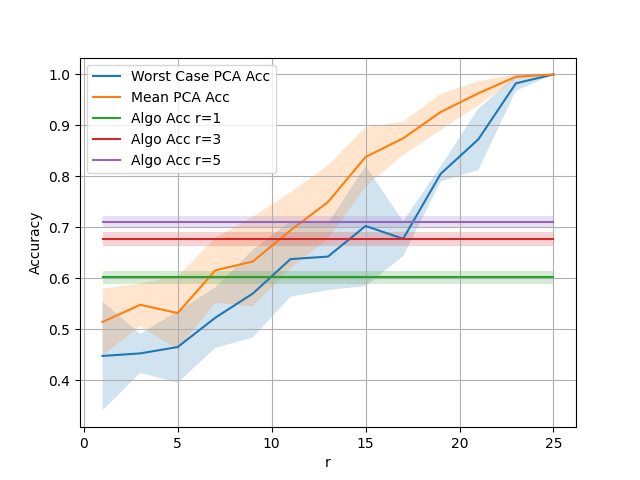 Worst Case PCA Acc
Mean PCA Acc
Algo Acc r=1
Algo Acc r=3
Algo Acc r=5
1.0
0.9
0.8
0.7
0.6
0.5
0.4
Accuracy
0
5
10
15
20
25
r